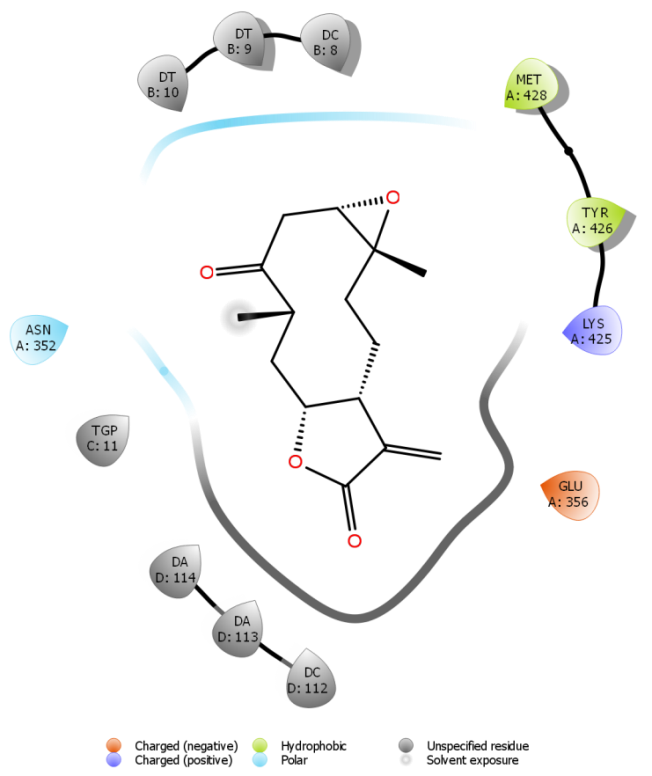 DT
B: 9
DC
B: 8
DT
B: 10
MET
A: 428
O
TYR
A: 426
O
ASN
A: 352
LYS
A: 425
TGP
C: 11
O
GLU
A: 356
O
DA
D: 114
DA
D: 113
DC
D: 112
Charged (negative)
Hydrophobic
Unspecified residue
Charged (positive)
Polar
Solvent exposure